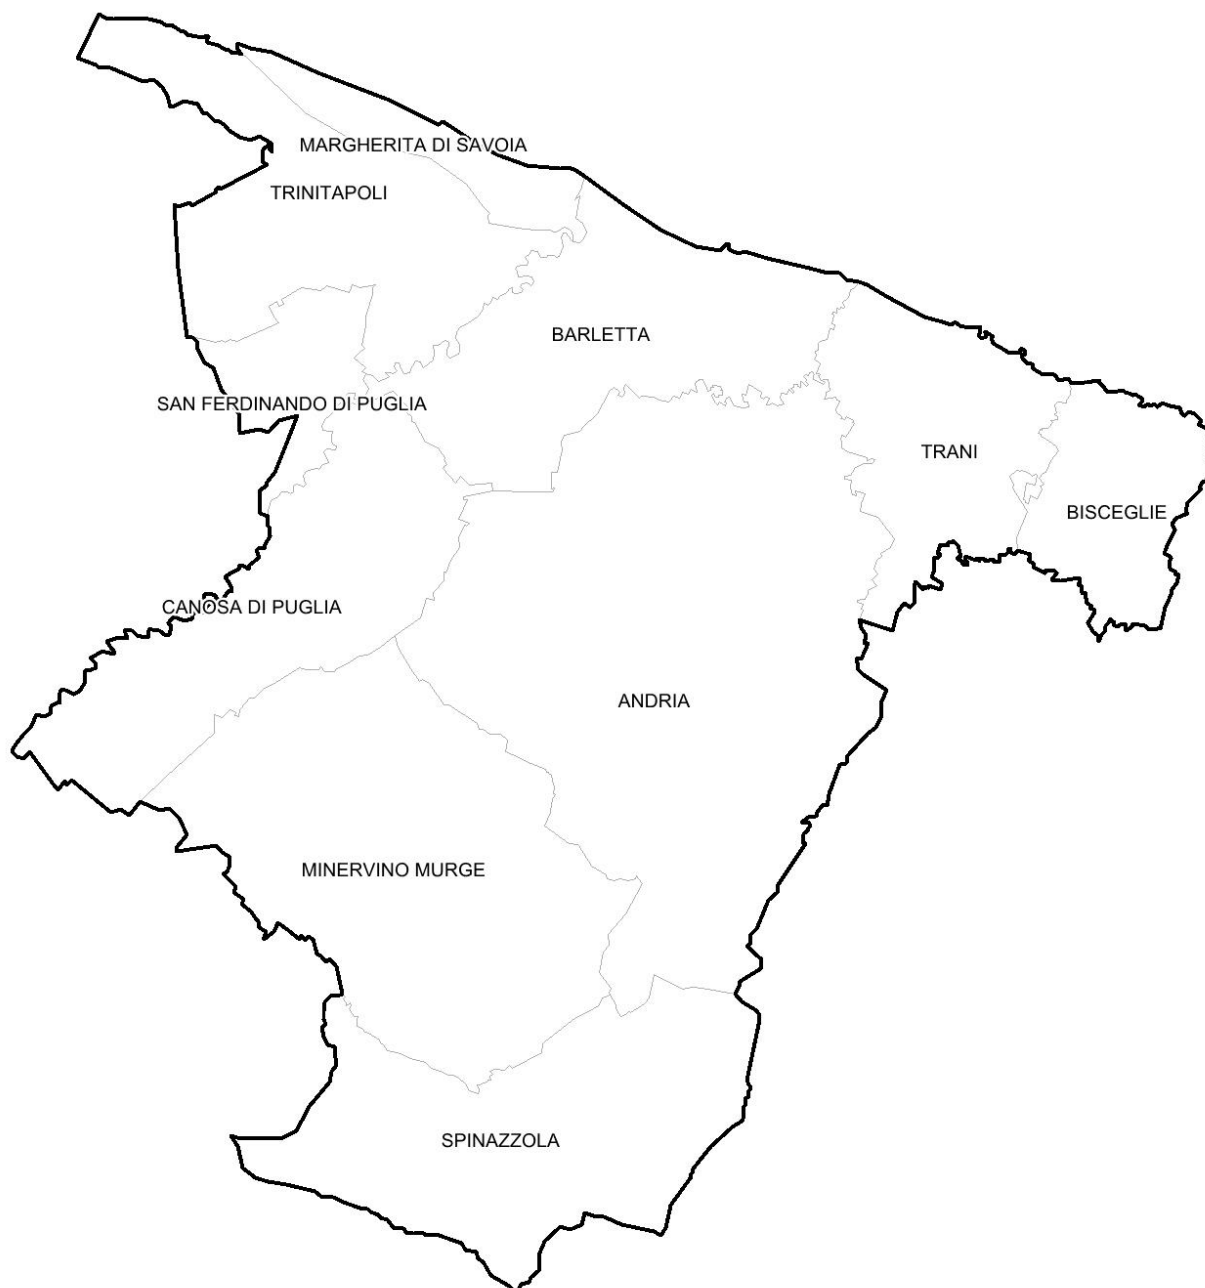 MARGHERITA DI SAVOIA
TRINITAPOLI
BARLETTA
SAN FERDINANDO DI PUGLIA
TRANI
BISCEGLIE
CANOSA DI PUGLIA
ANDRIA
MINERVINO MURGE
SPINAZZOLA